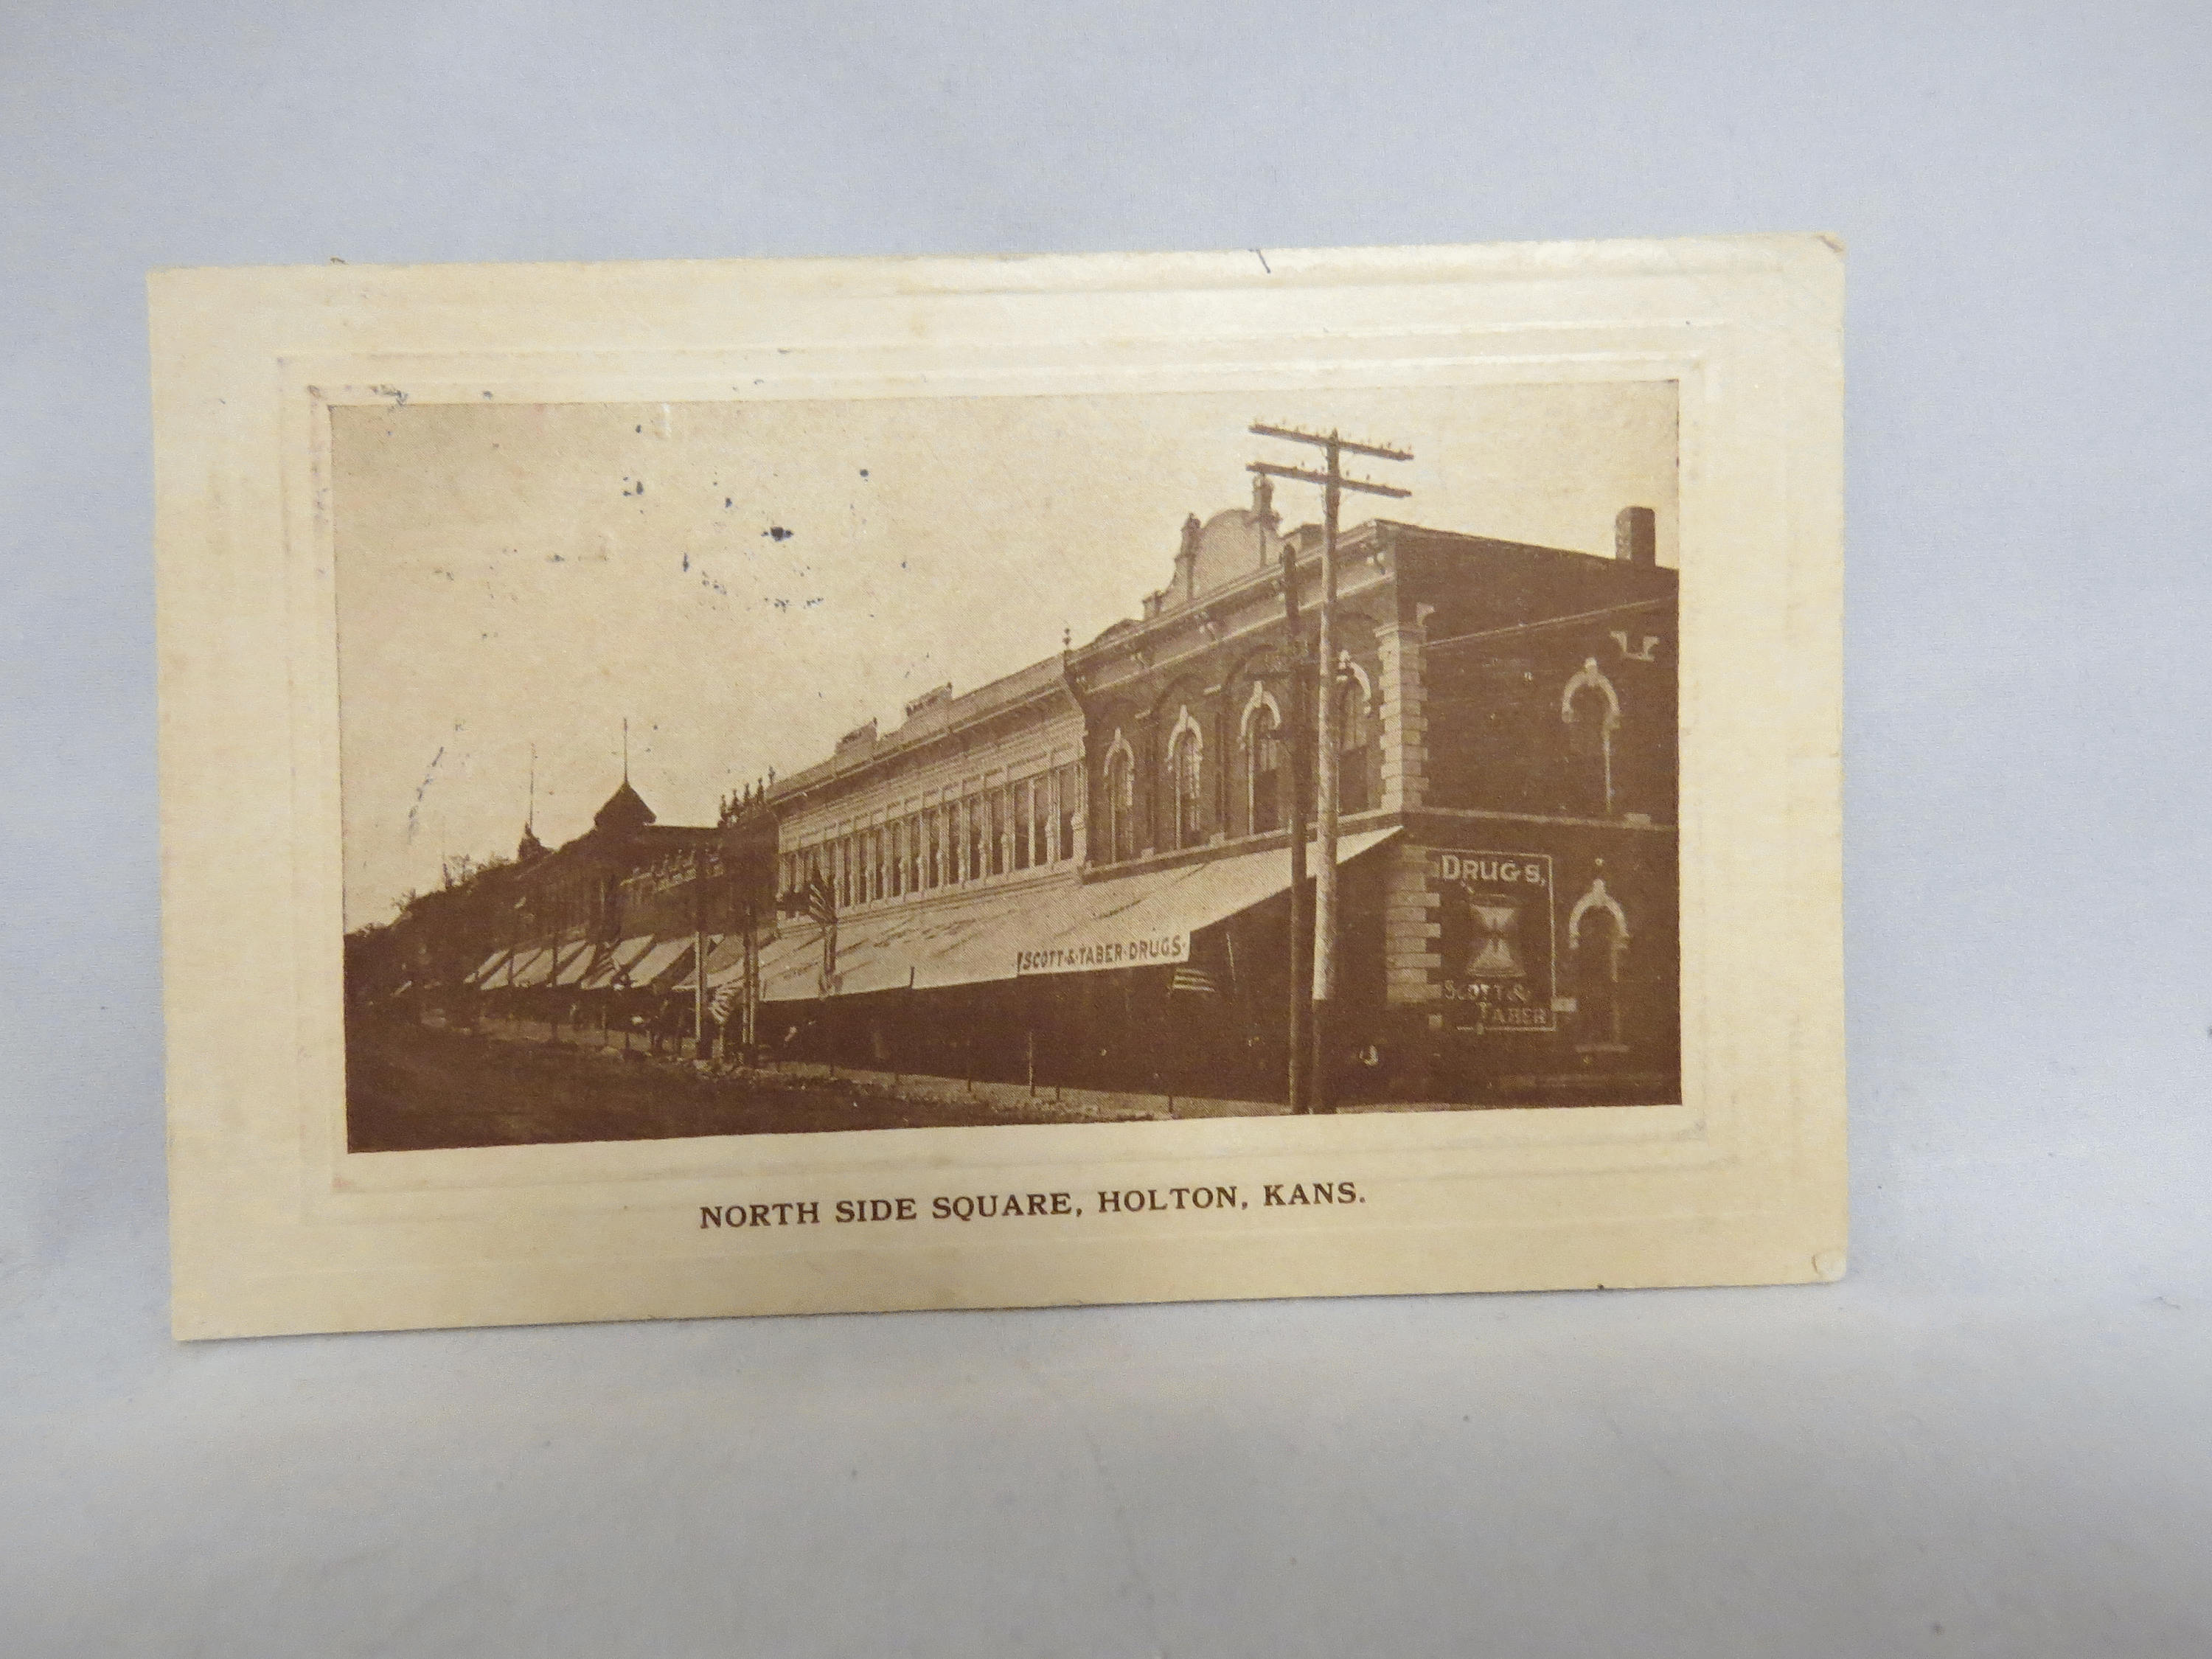 SCOTT & TABER DRUGS
DRUGS,
SCOTT &
TABER
NORTH SIDE SQUARE, HOLTON, KANS.